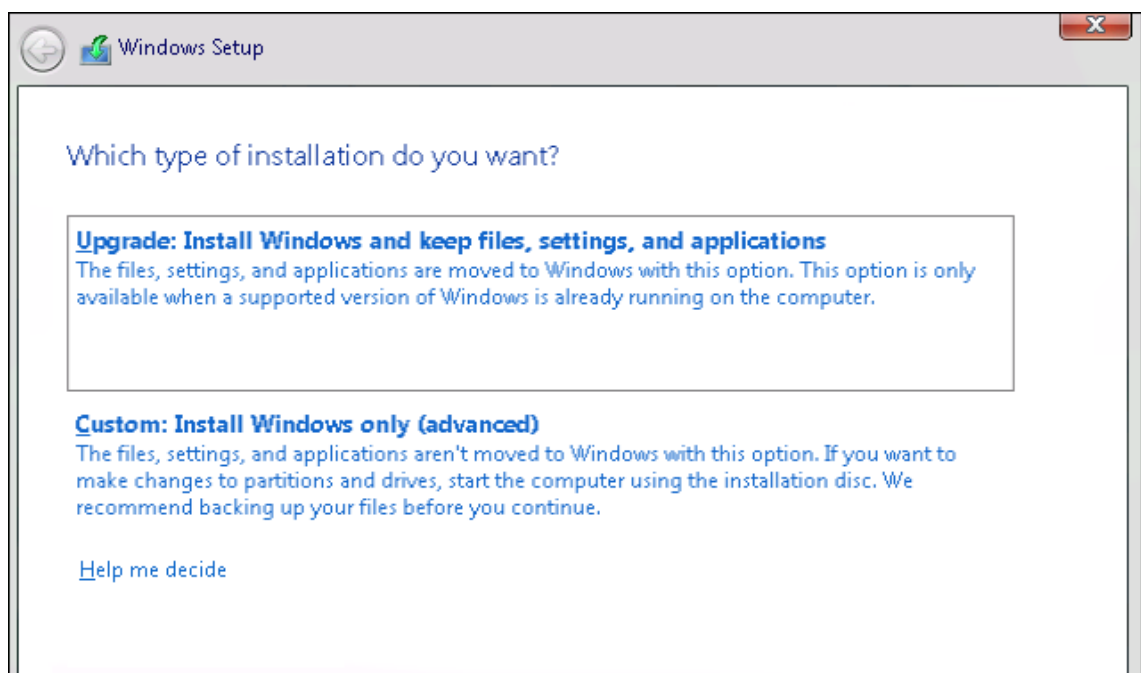 Windows Setup
Which type of installation do you want?
Upgrade: Install Windows and keep files, settings, and applications
The files, settings, and applications are moved to Windows with this option. This option is only
available when a supported version of Windows is already running on the computer.
Custom: Install Windows only (advanced)
The files, settings, and applications aren't moved to Windows with this option. If you want to
make changes to partitions and drives, start the computer using the installation disc. We
recommend backing up your files before you continue.
Help me decide